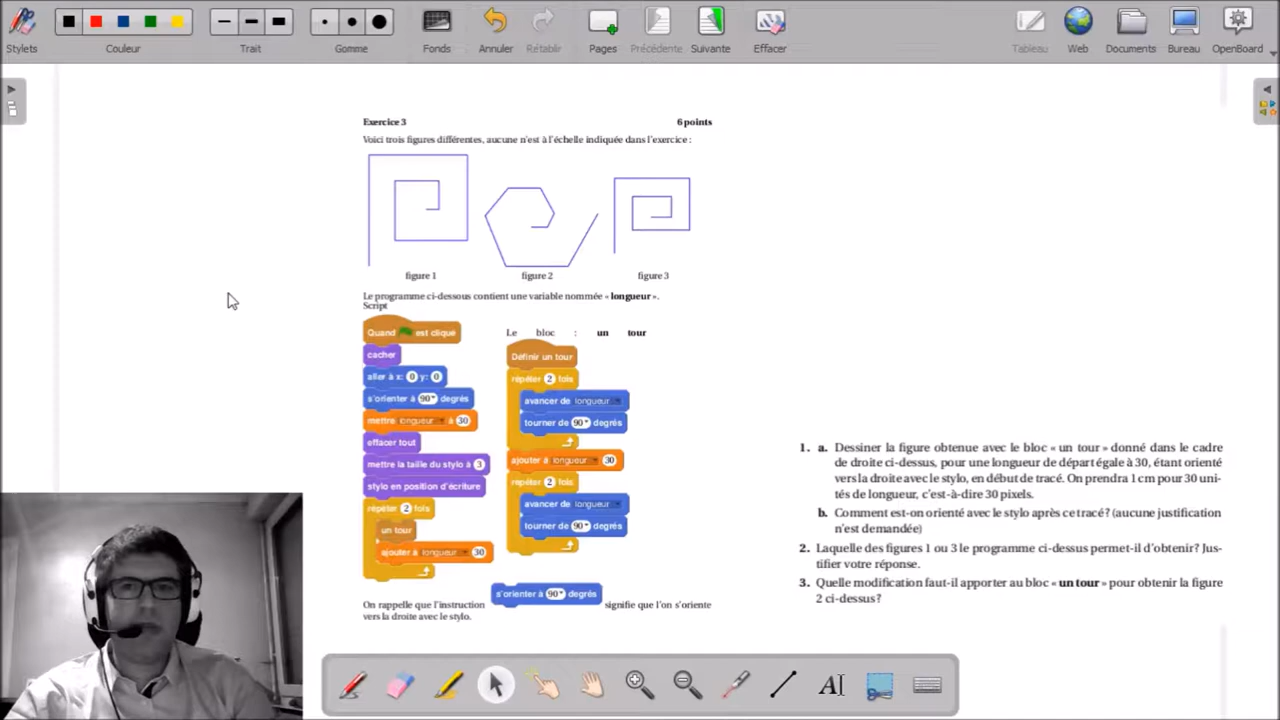 Stylets
Couleur
Trait
Gomme
Fonds
Annuler
Rétablir
Pages
Précédente
Suivante
Effacer
Tableau
Web
Documents
Bureau
OpenBoard
Exercice 3 6 points
Voici trois figures différentes, aucune n'est à l'échelle indiquée dans l'exercice :
figure 1 figure 2 figure 3
Le programme ci-dessous contient une variable nommée « longueur ».
Script
Quand est cliqué
cacher
aller à x: 0 y: 0
s'orienter à 90 degrés
mettre longueur à 30
effacer tout
mettre la taille du stylo à 3
stylo en position d'écriture
répéter 2 fois
un tour
ajouter à longueur 30
Le bloc : un tour
Définir un tour
répéter 2 fois
avancer de longueur
tourner de 90 degrés
ajouter à longueur 30
répéter 2 fois
avancer de longueur
tourner de 90 degrés
On rappelle que l'instruction s'orienter à 90 degrés signifie que l'on s'oriente
vers la droite avec le stylo.
1. a. Dessiner la figure obtenue avec le bloc « un tour » donné dans le cadre
de droite ci-dessus, pour une longueur de départ égale à 30, étant orienté
vers la droite avec le stylo, en début de tracé. On prendra 1 cm pour 30 uni-
tés de longueur, c'est-à-dire 30 pixels.
b. Comment est-on orienté avec le stylo après ce tracé? (aucune justification
n'est demandée)
2. Laquelle des figures 1 ou 3 le programme ci-dessus permet-il d'obtenir? Jus-
tifier votre réponse.
3. Quelle modification faut-il apporter au bloc « un tour » pour obtenir la figure
2 ci-dessus?
AI